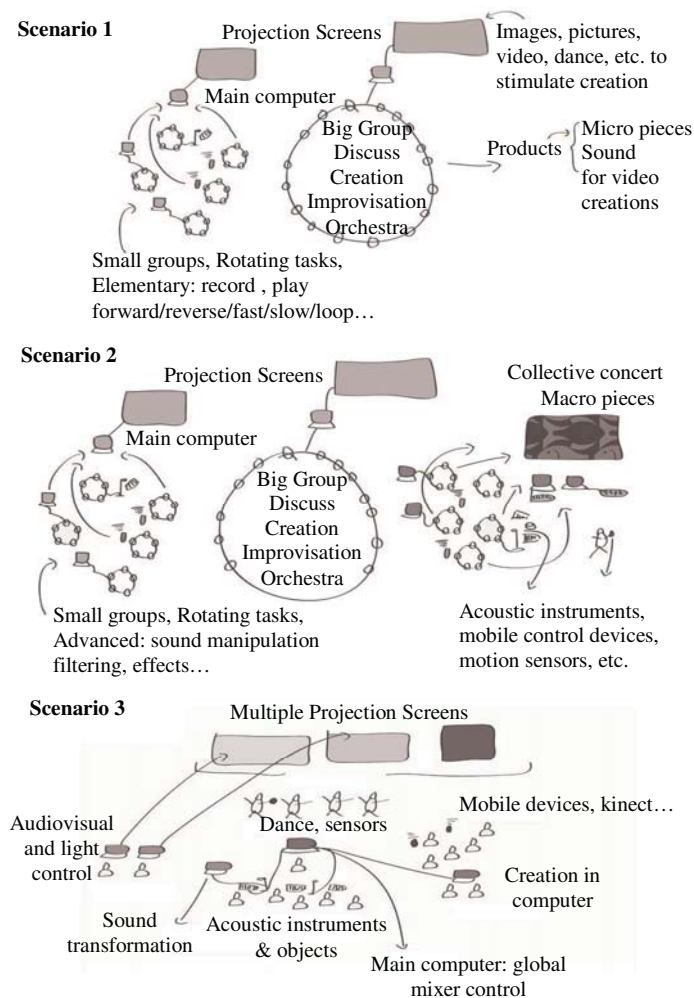 Scenario 1
Projection Screens
Images, pictures,
video, dance, etc. to
stimulate creation
Main computer
Big Group
Discuss
Creation
Improvisation
Orchestra
Products
Micro pieces
Sound
for video
creations
Small groups, Rotating tasks,
Elementary: record , play
forward/reverse/fast/slow/loop…
Scenario 2
Projection Screens
Collective concert
Macro pieces
Main computer
Big Group
Discuss
Creation
Improvisation
Orchestra
Small groups, Rotating tasks,
Advanced: sound manipulation
filtering, effects…
Acoustic instruments,
mobile control devices,
motion sensors, etc.
Scenario 3
Multiple Projection Screens
Mobile devices, kinect…
Dance, sensors
Audiovisual
and light
control
Creation in
computer
Sound
transformation
Acoustic instruments
& objects
Main computer: global
mixer control